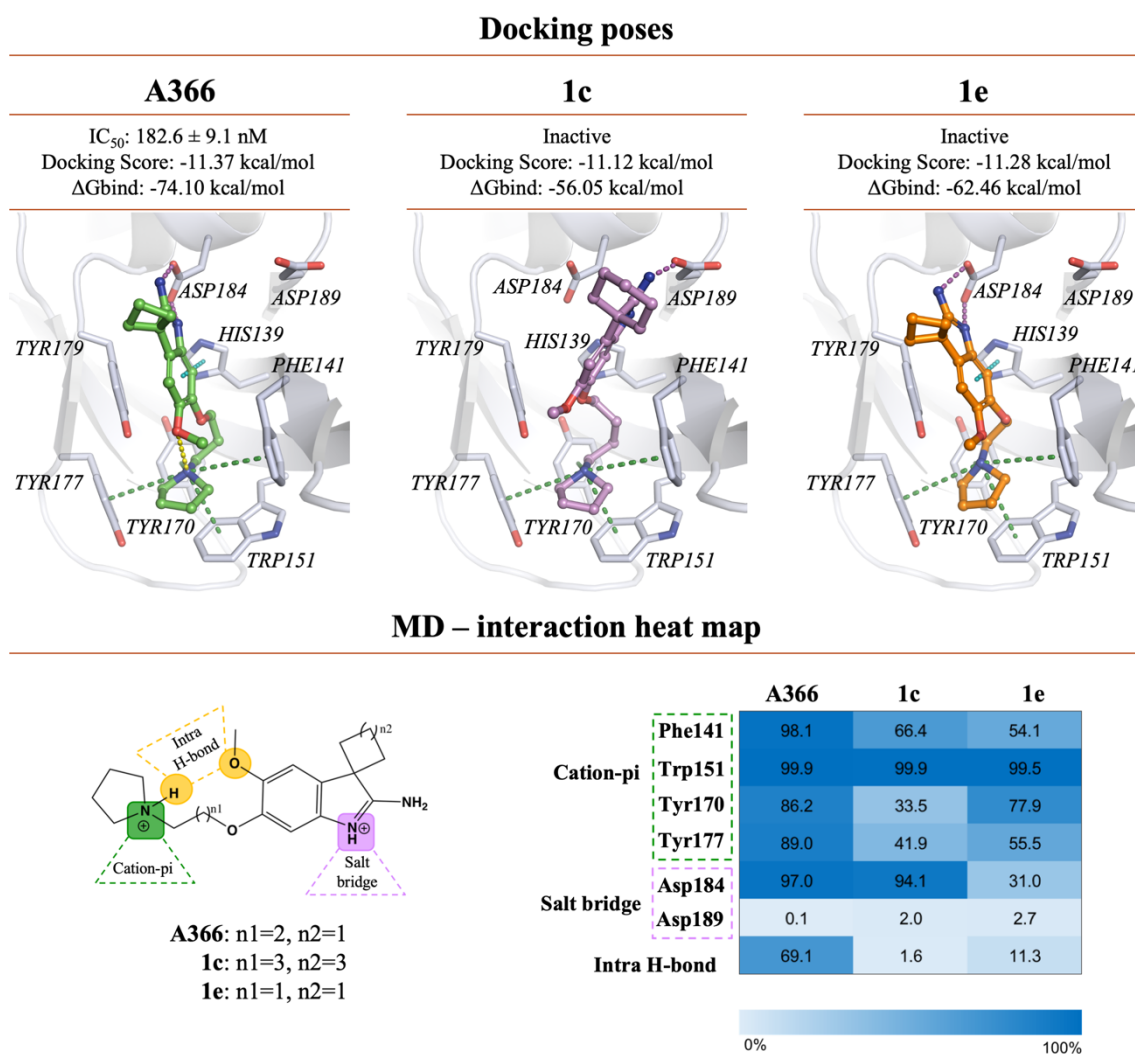 Docking poses
A366
IC₅₀: 182.6 ± 9.1 nM
Docking Score: -11.37 kcal/mol
ΔGbind: -74.10 kcal/mol
1c
Inactive
Docking Score: -11.12 kcal/mol
ΔGbind: -56.05 kcal/mol
1e
Inactive
Docking Score: -11.28 kcal/mol
ΔGbind: -62.46 kcal/mol
ASP184
ASP189
TYR179
HIS139
PHE141
TYR177
TYR170
TRP151
ASP184
ASP189
TYR179
HIS139
PHE141
TYR177
TYR170
TRP151
ASP184
ASP189
TYR179
HIS139
PHE141
TYR177
TYR170
TRP151
MD – interaction heat map
Intra
H-bond
n2
O
H
N
⊕
n1
O
NH₂
N
H
⊕
Cation-pi
Salt
bridge
A366: n1=2, n2=1
1c: n1=3, n2=3
1e: n1=1, n2=1
A366 1c 1e
Cation-pi
Phe141 98.1 66.4 54.1
Trp151 99.9 99.9 99.5
Tyr170 86.2 33.5 77.9
Tyr177 89.0 41.9 55.5
Salt bridge
Asp184 97.0 94.1 31.0
Asp189 0.1 2.0 2.7
Intra H-bond 69.1 1.6 11.3
0% 100%